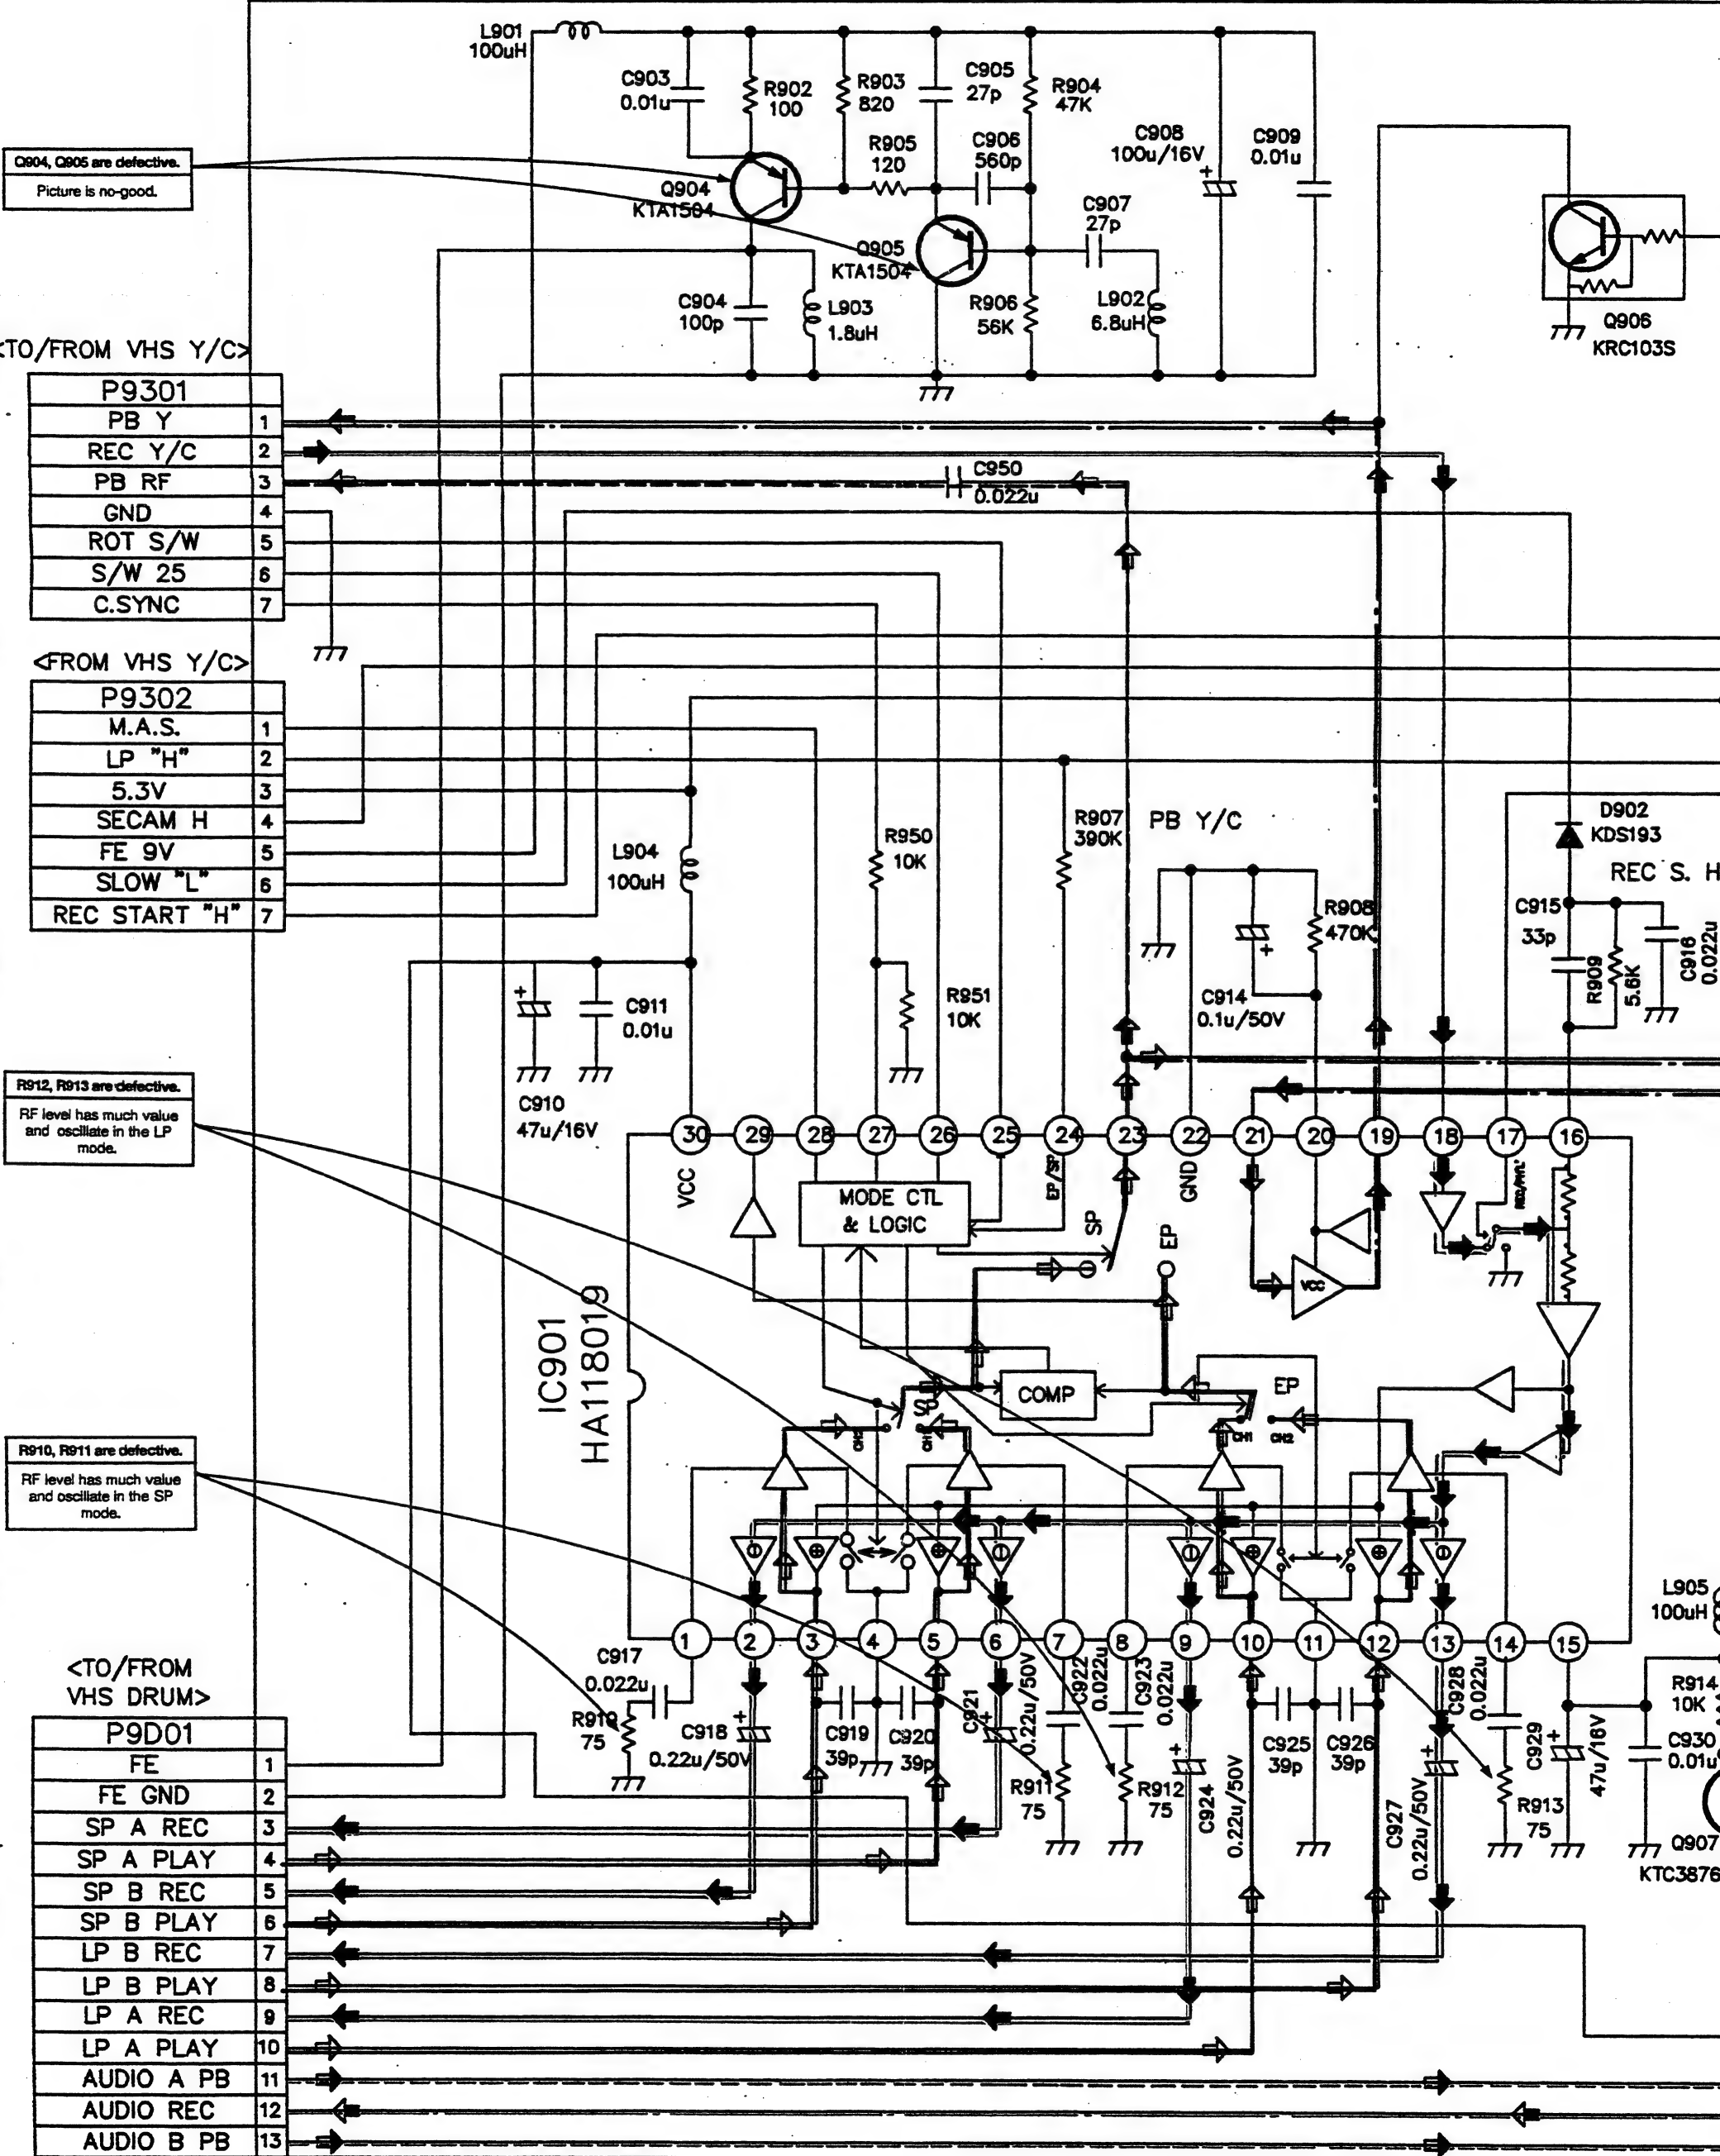 L901
100uH
C903
0.01u
R902
100
R903
820
C905
27p
R904
47K
R905
120
C906
560p
C908
100u/16V
+
C909
0.01u
Q904, Q905 are defective.
Picture is no-good.
Q904
KTA1504
C907
27p
Q905
KTA1504
C904
100p
L903
1.8uH
R906
56K
L902
6.8uH
Q906
KRC103S
<TO/FROM VHS Y/C>
P9301
PB Y 1
REC Y/C 2
PB RF 3
GND 4
ROT S/W 5
S/W 25 6
C.SYNC 7
C950
0.022u
<FROM VHS Y/C>
P9302
M.A.S. 1
LP "H" 2
5.3V 3
SECAM H 4
FE 9V 5
SLOW "L" 6
REC START "H" 7
L904
100uH
R950
10K
R907
390K
PB Y/C
D902
KDS193
REC S. H
R908
470K
C915
33p
R909
5.6K
C916
0.022u
C914
0.1u/50V
+
R951
10K
+
C911
0.01u
C910
47u/16V
R912, R913 are defective.
RF level has much value
and oscillate in the LP
mode.
30 29 28 27 26 25 24 23 22 21 20 19 18 17 16
VCC
MODE CTL
& LOGIC
EP/SP
SP
EP
GND
IC901
HA118019
COMP
SP
CH1
EP
CH1
CH2
R910, R911 are defective.
RF level has much value
and oscillate in the SP
mode.
1 2 3 4 5 6 7 8 9 10 11 12 13 14 15
L905
100uH
C917
0.022u
R910
75
C918
0.22u/50V
+
C919
39p
C920
39p
C921
0.22u/50V
+
C922
0.022u
R911
75
C923
0.022u
R912
75
C924
0.22u/50V
+
C925
39p
C926
39p
C927
0.22u/50V
+
C928
0.022u
R913
75
C929
47u/16V
+
R914
10K
C930
0.01u
Q907
KTC3876
<TO/FROM
VHS DRUM>
P9D01
FE 1
FE GND 2
SP A REC 3
SP A PLAY 4
SP B REC 5
SP B PLAY 6
LP B REC 7
LP B PLAY 8
LP A REC 9
LP A PLAY 10
AUDIO A PB 11
AUDIO REC 12
AUDIO B PB 13